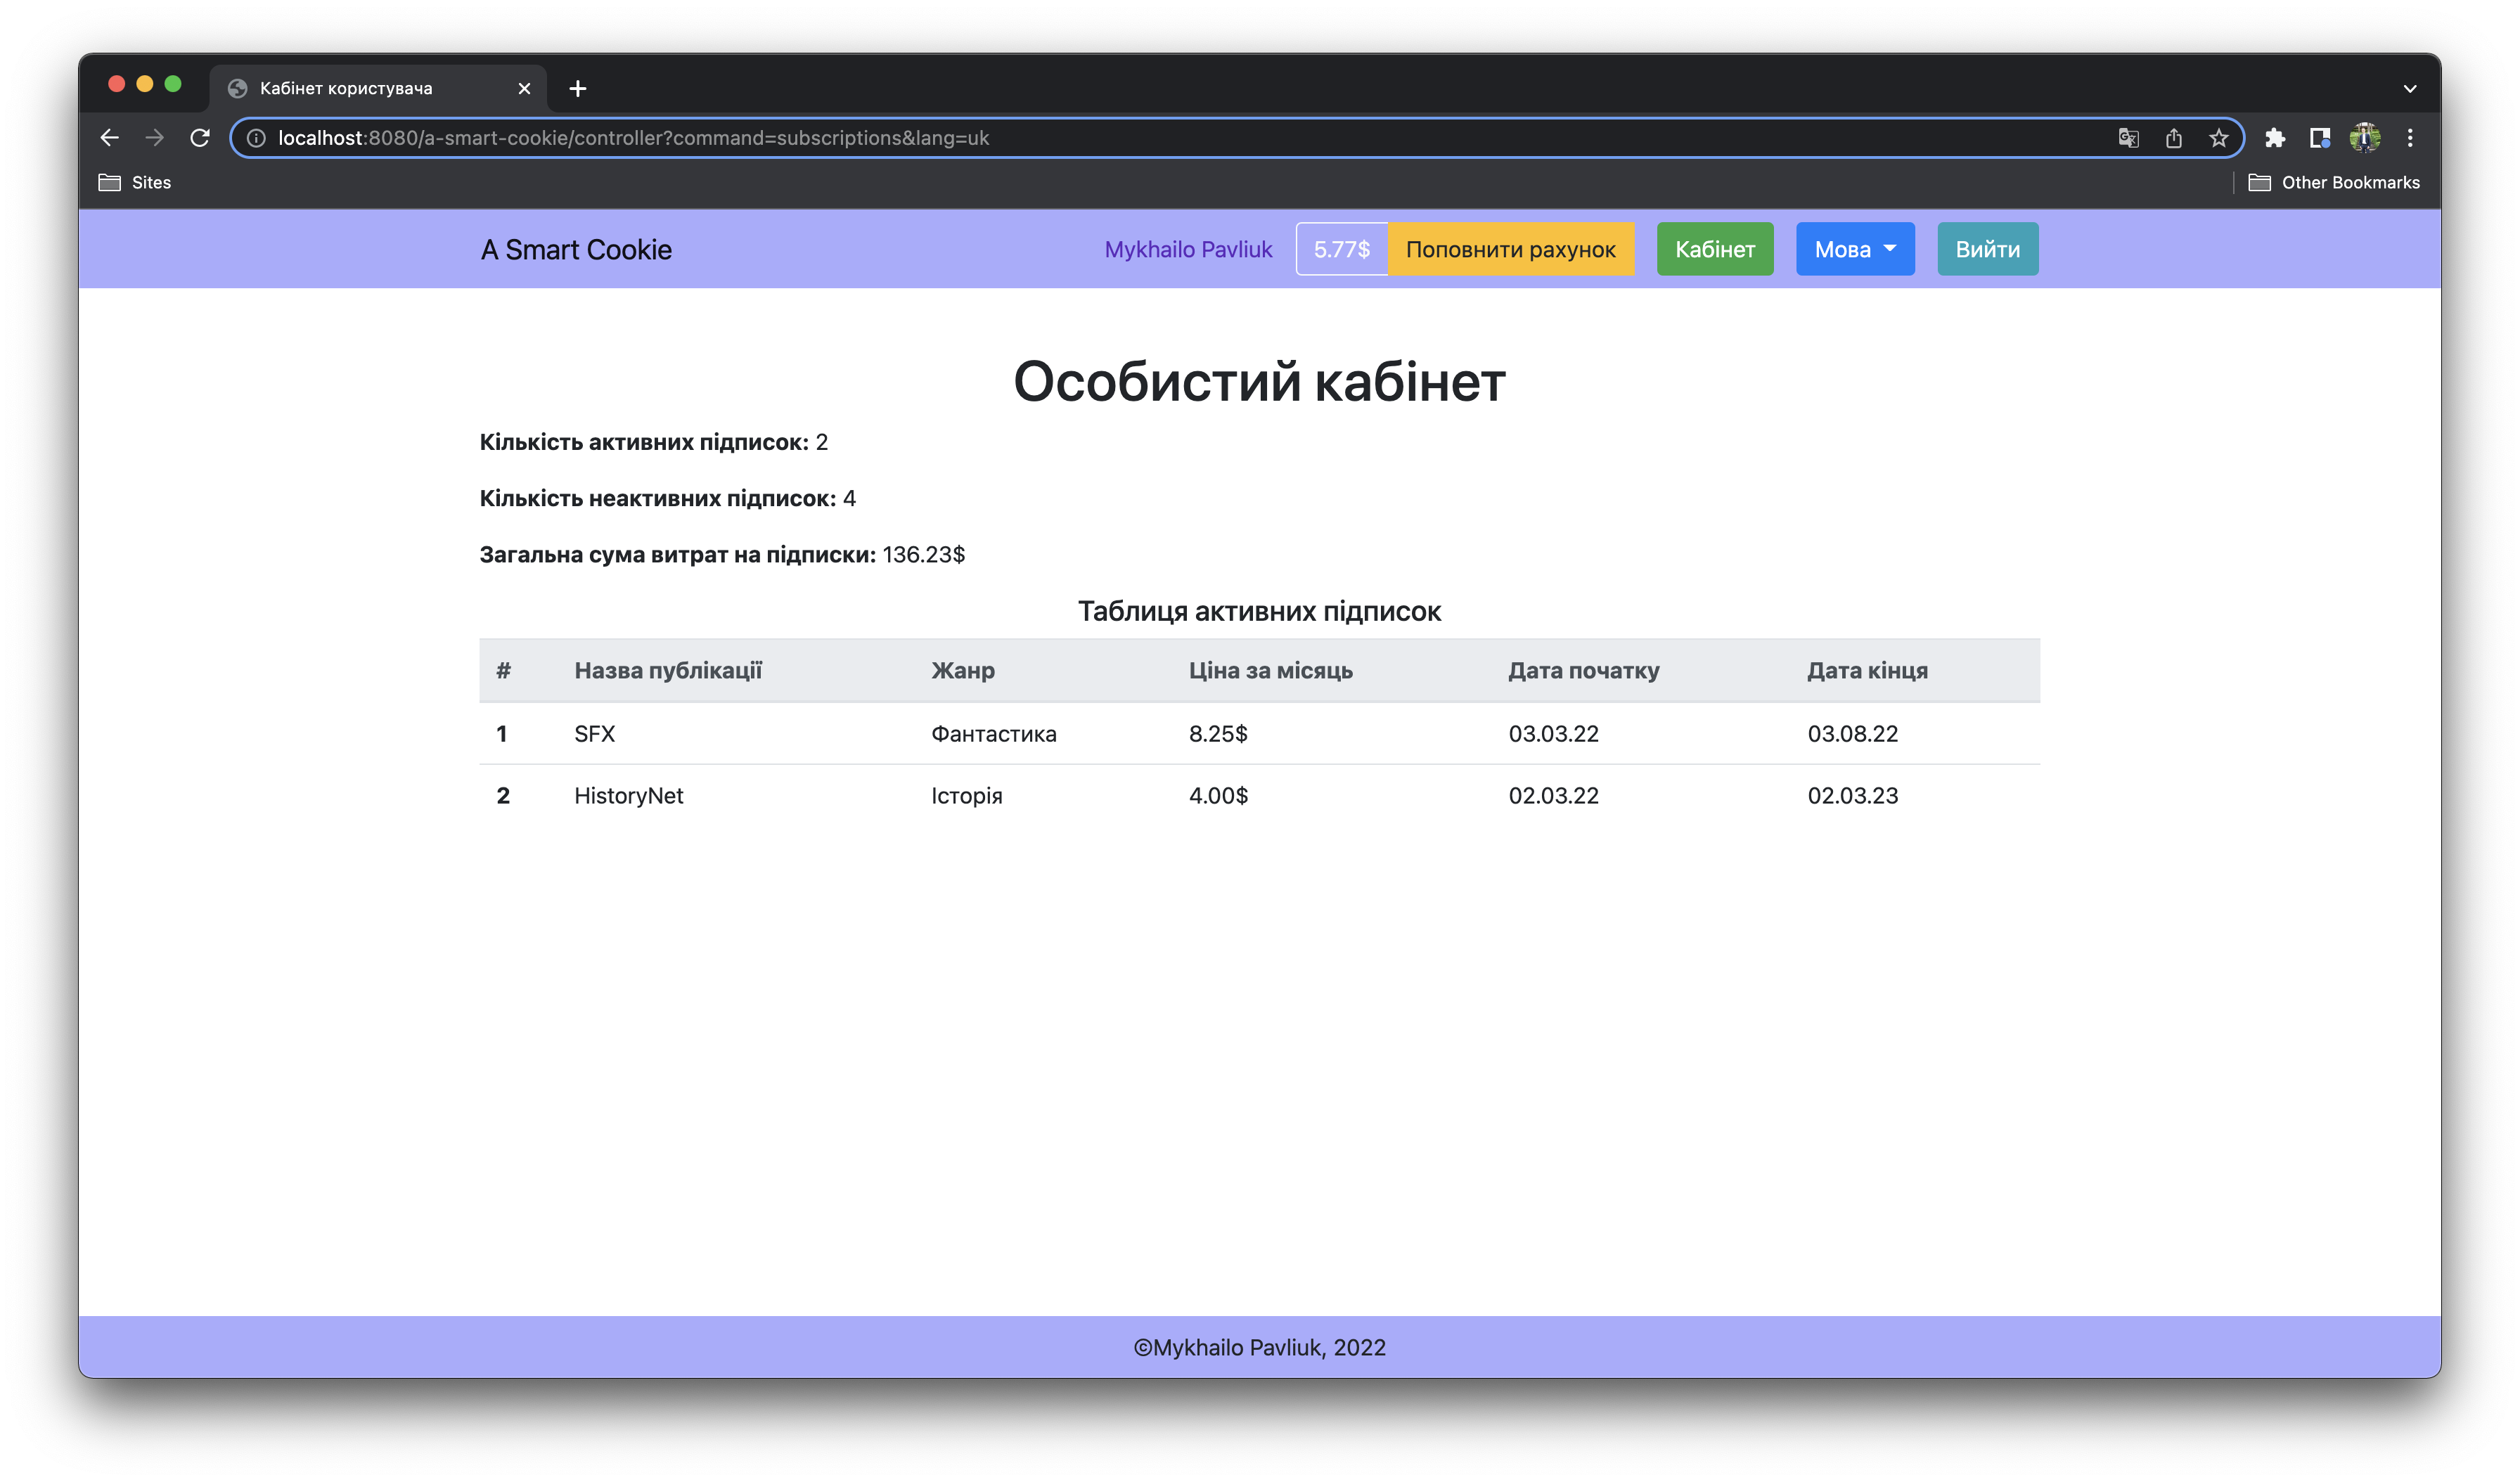 Кабінет користувача
localhost:8080/a-smart-cookie/controller?command=subscriptions&lang=uk
Sites
Other Bookmarks
A Smart Cookie
Mykhailo Pavliuk
5.77$
Поповнити рахунок
Кабінет
Мова
Вийти
Особистий кабінет
Кількість активних підписок: 2
Кількість неактивних підписок: 4
Загальна сума витрат на підписки: 136.23$
Таблиця активних підписок
# Назва публікації Жанр Ціна за місяць Дата початку Дата кінця
1 SFX Фантастика 8.25$ 03.03.22 03.08.22
2 HistoryNet Історія 4.00$ 02.03.22 02.03.23
©Mykhailo Pavliuk, 2022